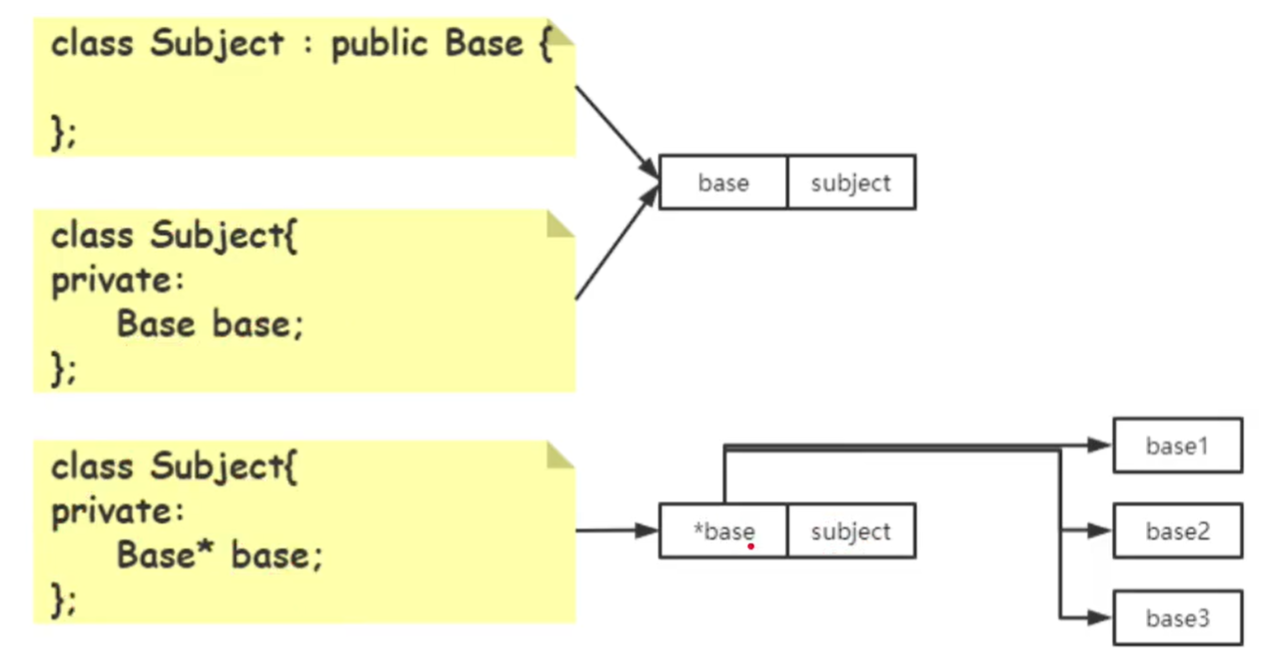 class Subject : public Base {
};
base
subject
class Subject{
private:
Base base;
};
class Subject{
private:
Base* base;
};
*base
subject
base1
base2
base3